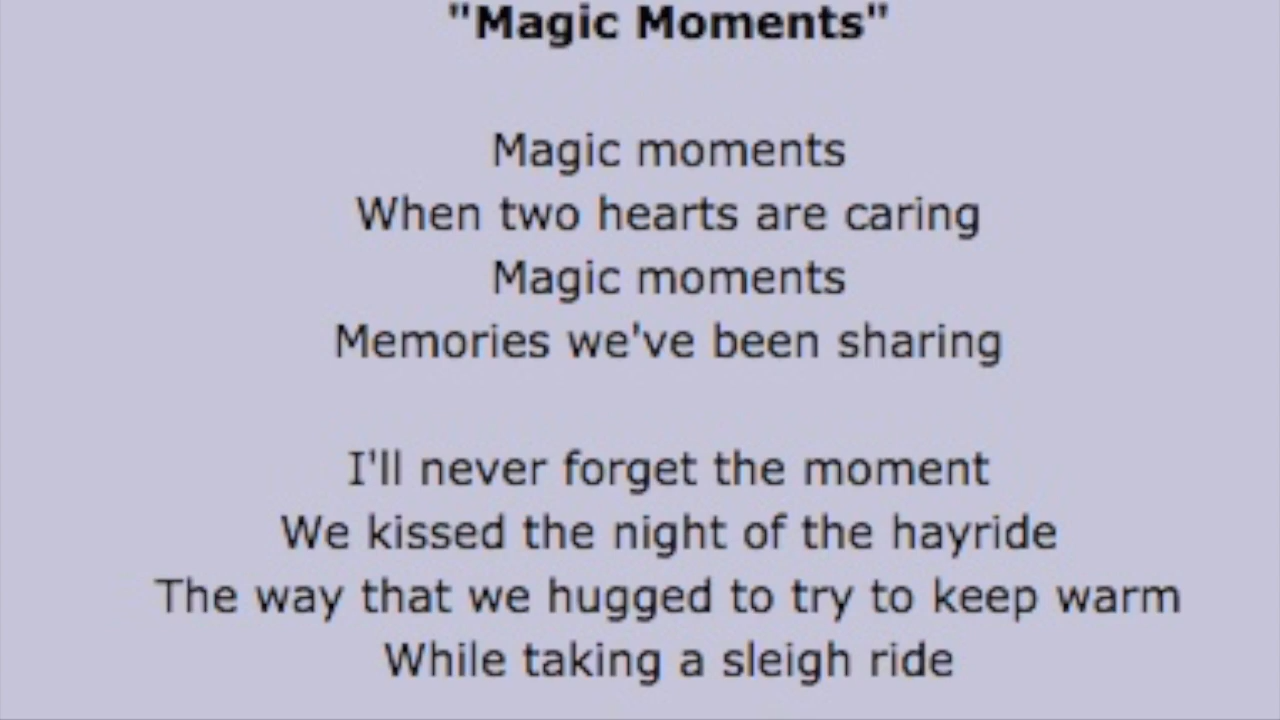 "Magic Moments"
Magic moments
When two hearts are caring
Magic moments
Memories we've been sharing
I'll never forget the moment
We kissed the night of the hayride
The way that we hugged to try to keep warm
While taking a sleigh ride